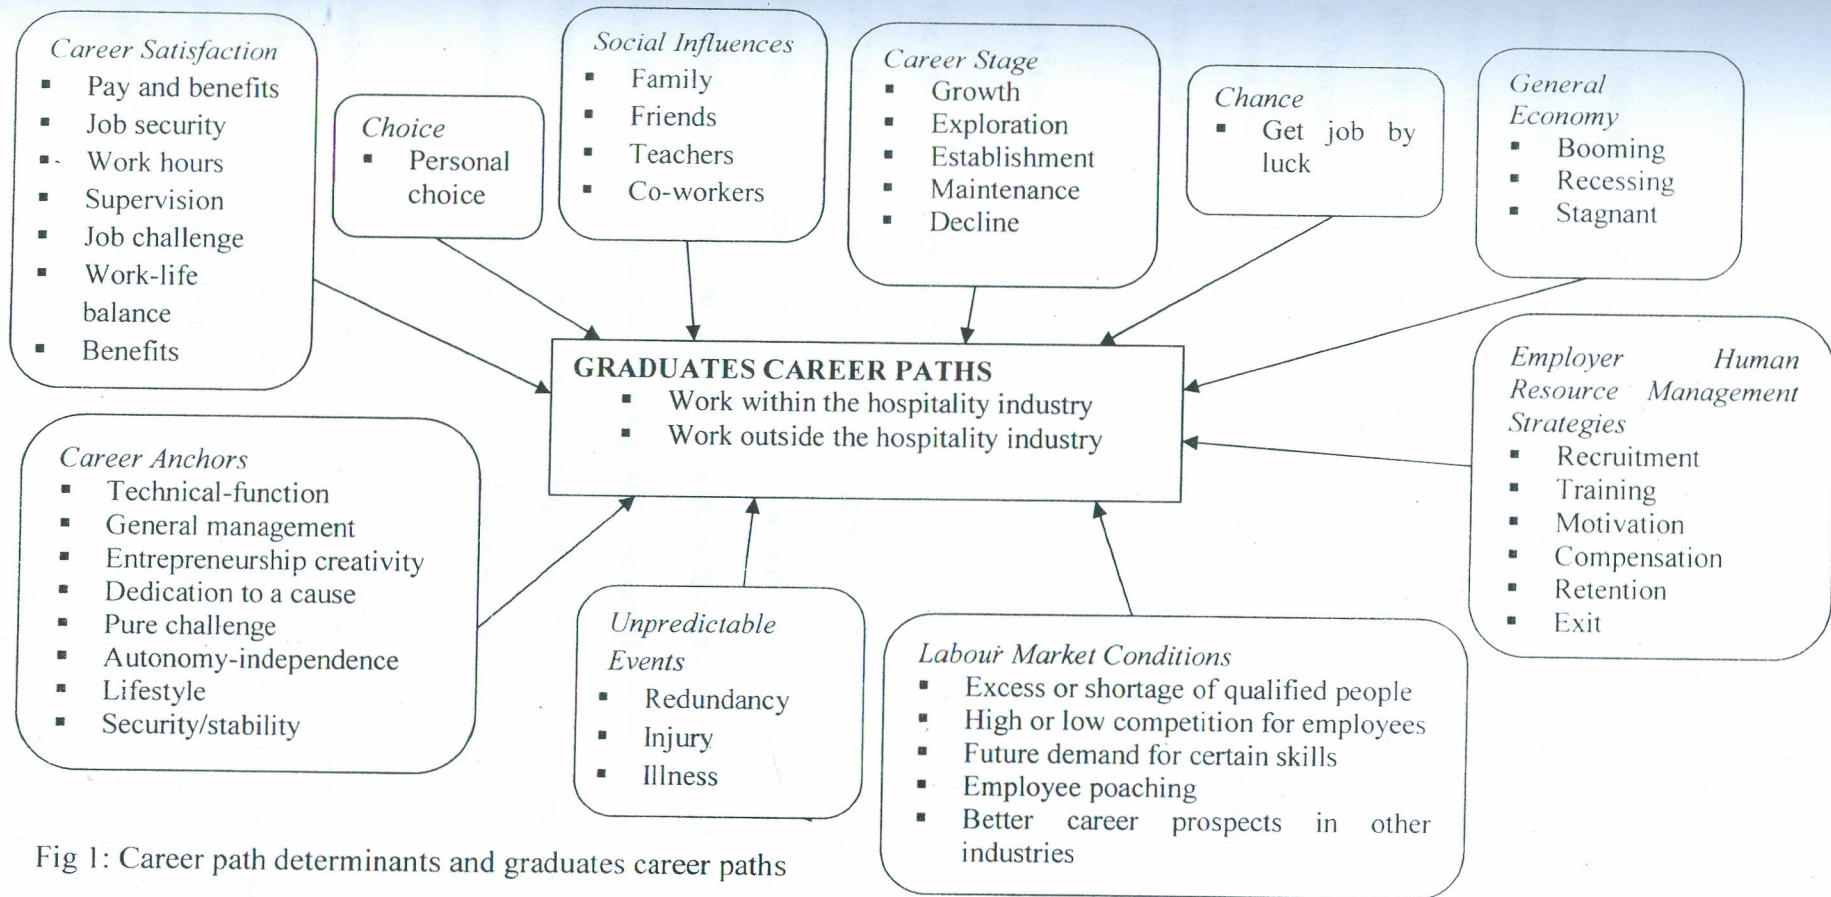 Career Satisfaction
▪ Pay and benefits
▪ Job security
▪ Work hours
▪ Supervision
▪ Job challenge
▪ Work-life
balance
▪ Benefits
Choice
▪ Personal
choice
Social Influences
▪ Family
▪ Friends
▪ Teachers
▪ Co-workers
Career Stage
▪ Growth
▪ Exploration
▪ Establishment
▪ Maintenance
▪ Decline
Chance
▪ Get job by
luck
General
Economy
▪ Booming
▪ Recessing
▪ Stagnant
GRADUATES CAREER PATHS
▪ Work within the hospitality industry
▪ Work outside the hospitality industry
Employer Human
Resource Management
Strategies
▪ Recruitment
▪ Training
▪ Motivation
▪ Compensation
▪ Retention
▪ Exit
Career Anchors
▪ Technical-function
▪ General management
▪ Entrepreneurship creativity
▪ Dedication to a cause
▪ Pure challenge
▪ Autonomy-independence
▪ Lifestyle
▪ Security/stability
Unpredictable
Events
▪ Redundancy
▪ Injury
▪ Illness
Labour Market Conditions
▪ Excess or shortage of qualified people
▪ High or low competition for employees
▪ Future demand for certain skills
▪ Employee poaching
▪ Better career prospects in other
industries
Fig 1: Career path determinants and graduates career paths